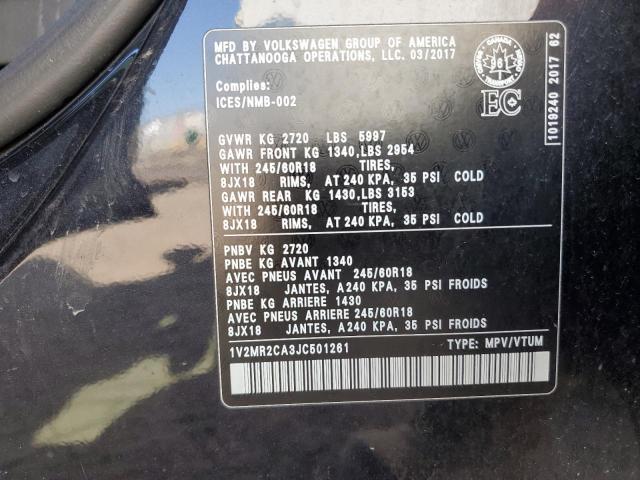 MFD BY VOLKSWAGEN GROUP OF AMERICA
CHATTANOOGA OPERATIONS, LLC. 03/2017
Complies:
ICES/NMB-002
CANADA
961
TRANSPORT
EC
1019240 2017 62
GVWR KG 2720 LBS 5997
GAWR FRONT KG 1340,LBS 2954
WITH 245/60R18 TIRES,
8JX18 RIMS, AT 240 KPA, 35 PSI COLD
GAWR REAR KG 1430,LBS 3153
WITH 245/60R18 TIRES,
8JX18 RIMS, AT 240 KPA, 35 PSI COLD
PNBV KG 2720
PNBE KG AVANT 1340
AVEC PNEUS AVANT 245/60R18
8JX18 JANTES, A240 KPA, 35 PSI FROIDS
PNBE KG ARRIERE 1430
AVEC PNEUS ARRIERE 245/60R18
8JX18 JANTES, A240 KPA, 35 PSI FROIDS
1V2MR2CA3JC501261 TYPE: MPV/VTUM